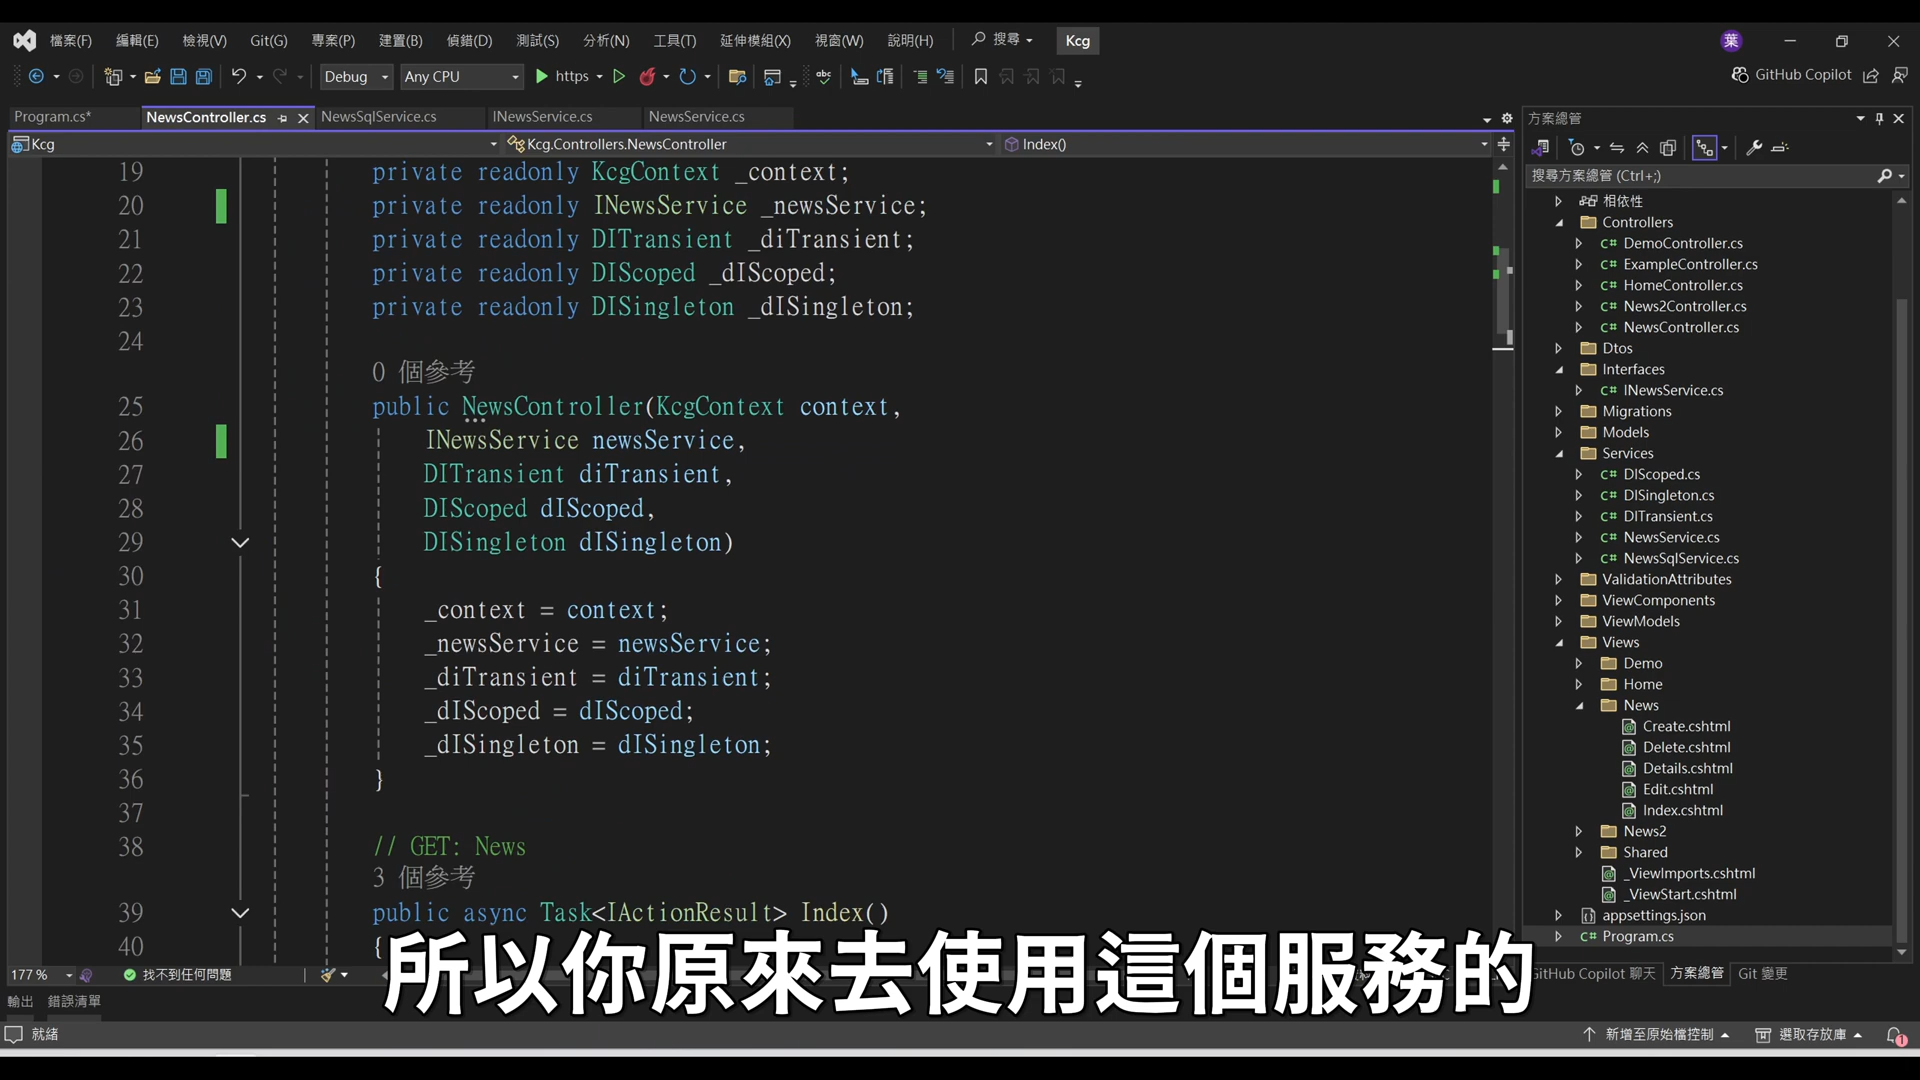 檔案(F) 編輯(E) 檢視(V) Git(G) 專案(P) 建置(B) 偵錯(D) 測試(S) 分析(N) 工具(T) 延伸模組(X) 視窗(W) 說明(H) 搜尋 Kcg 葉
Debug Any CPU https abc GitHub Copilot
Program.cs* NewsController.cs NewsSqlService.cs INewsService.cs NewsService.cs
Kcg Kcg.Controllers.NewsController Index()
19 private readonly KcgContext _context;
20 private readonly INewsService _newsService;
21 private readonly DITransient _diTransient;
22 private readonly DIScoped _dIScoped;
23 private readonly DISingleton _dISingleton;
24
0 個參考
25 public NewsController(KcgContext context,
26 INewsService newsService,
27 DITransient diTransient,
28 DIScoped dIScoped,
29 DISingleton dISingleton)
30 {
31 _context = context;
32 _newsService = newsService;
33 _diTransient = diTransient;
34 _dIScoped = dIScoped;
35 _dISingleton = dISingleton;
36 }
37
38 // GET: News
3 個參考
39 public async Task<IActionResult> Index()
40 {
177 % 找不到任何問題
輸出 錯誤清單
就緒
新增至原始檔控制 選取存放庫 1
所以你原來去使用這個服務的
方案總管
搜尋方案總管 (Ctrl+;)
相依性
Controllers
C# DemoController.cs
C# ExampleController.cs
C# HomeController.cs
C# News2Controller.cs
C# NewsController.cs
Dtos
Interfaces
C# INewsService.cs
Migrations
Models
Services
C# DIScoped.cs
C# DISingleton.cs
C# DITransient.cs
C# NewsService.cs
C# NewsSqlService.cs
ValidationAttributes
ViewComponents
ViewModels
Views
Demo
Home
News
Create.cshtml
Delete.cshtml
Details.cshtml
Edit.cshtml
Index.cshtml
News2
Shared
_ViewImports.cshtml
_ViewStart.cshtml
appsettings.json
C# Program.cs
GitHub Copilot 聊天 方案總管 Git 變更